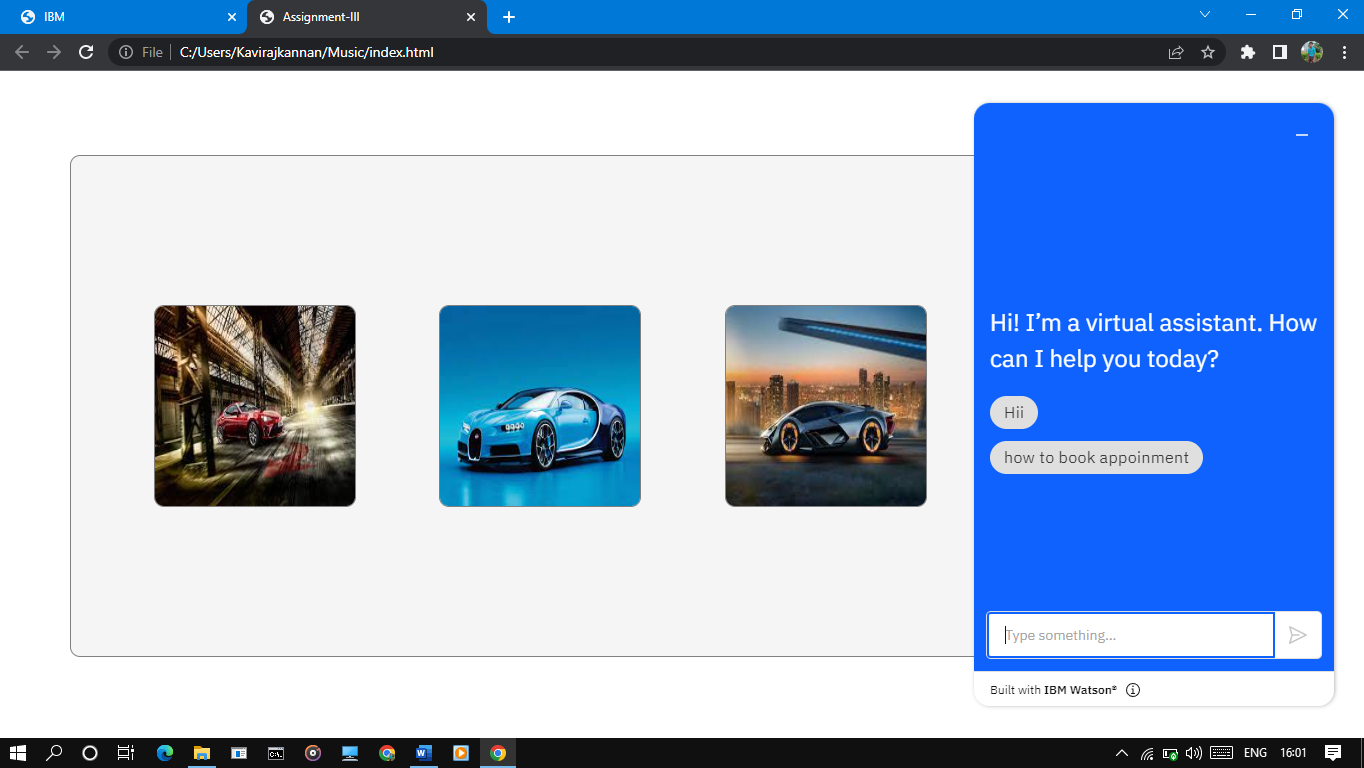 IBM
Assignment-III
File
C:/Users/Kavirajkannan/Music/index.html
Hi! I’m a virtual assistant. How
can I help you today?
Hii
how to book appoinment
Type something...
Built with IBM Watson®
ENG
16:01